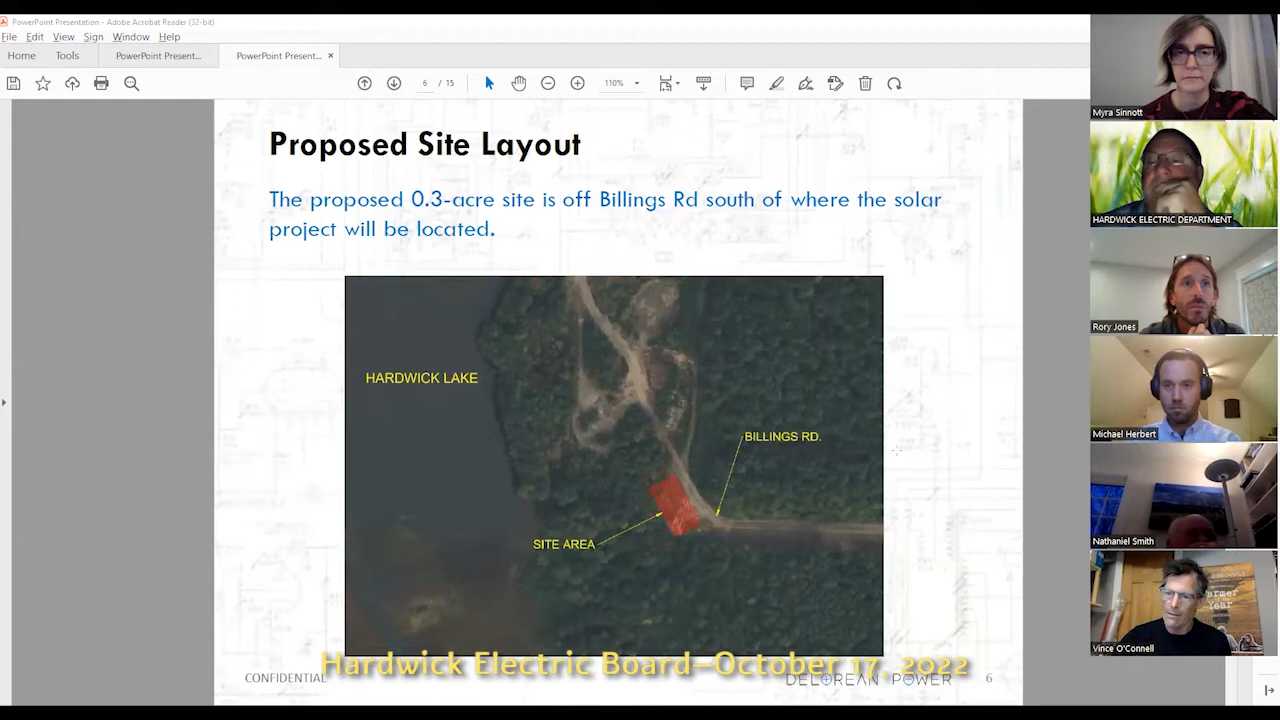 PowerPoint Presentation - Adobe Acrobat Reader (32-bit)
File Edit View Sign Window Help
Home Tools PowerPoint Present... PowerPoint Present... ×
6 / 15 110%
Proposed Site Layout
The proposed 0.3-acre site is off Billings Rd south of where the solar
project will be located.
HARDWICK LAKE
BILLINGS RD.
SITE AREA
Hardwick Electric Board—October 17, 2022
CONFIDENTIAL
DELOREAN POWER 6
Myra Sinnott
HARDWICK ELECTRIC DEPARTMENT
Rory Jones
Michael Herbert
Nathaniel Smith
Vince O'Connell